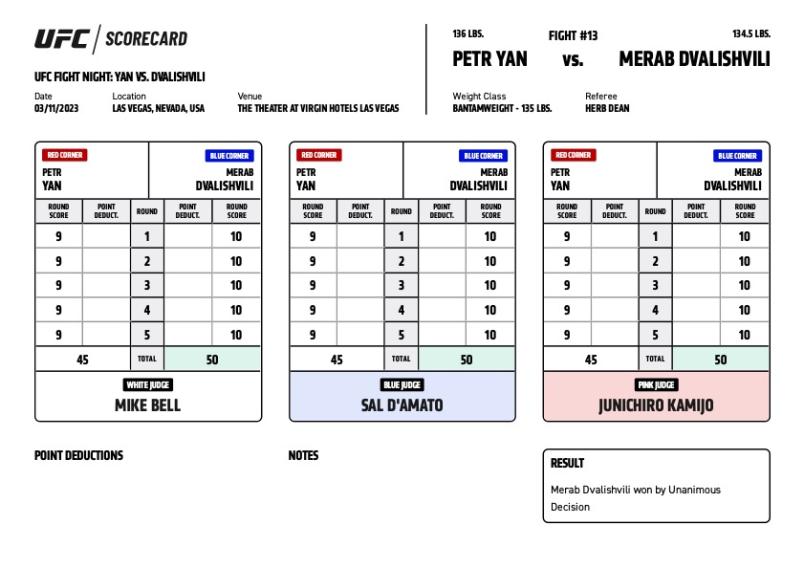 UFC / SCORECARD
UFC FIGHT NIGHT: YAN VS. DVALISHVILI
Date Location Venue
03/11/2023 LAS VEGAS, NEVADA, USA THE THEATER AT VIRGIN HOTELS LAS VEGAS
136 LBS. FIGHT #13 134.5 LBS.
PETR YAN vs. MERAB DVALISHVILI
Weight Class Referee
BANTAMWEIGHT - 135 LBS. HERB DEAN
RED CORNER BLUE CORNER
PETR MERAB
YAN DVALISHVILI
ROUND POINT ROUND POINT ROUND
SCORE DEDUCT. DEDUCT. SCORE
9 1 10
9 2 10
9 3 10
9 4 10
9 5 10
45 TOTAL 50
WHITE JUDGE
MIKE BELL
RED CORNER BLUE CORNER
PETR MERAB
YAN DVALISHVILI
ROUND POINT ROUND POINT ROUND
SCORE DEDUCT. DEDUCT. SCORE
9 1 10
9 2 10
9 3 10
9 4 10
9 5 10
45 TOTAL 50
BLUE JUDGE
SAL D'AMATO
RED CORNER BLUE CORNER
PETR MERAB
YAN DVALISHVILI
ROUND POINT ROUND POINT ROUND
SCORE DEDUCT. DEDUCT. SCORE
9 1 10
9 2 10
9 3 10
9 4 10
9 5 10
45 TOTAL 50
PINK JUDGE
JUNICHIRO KAMIJO
POINT DEDUCTIONS
NOTES
RESULT
Merab Dvalishvili won by Unanimous
Decision